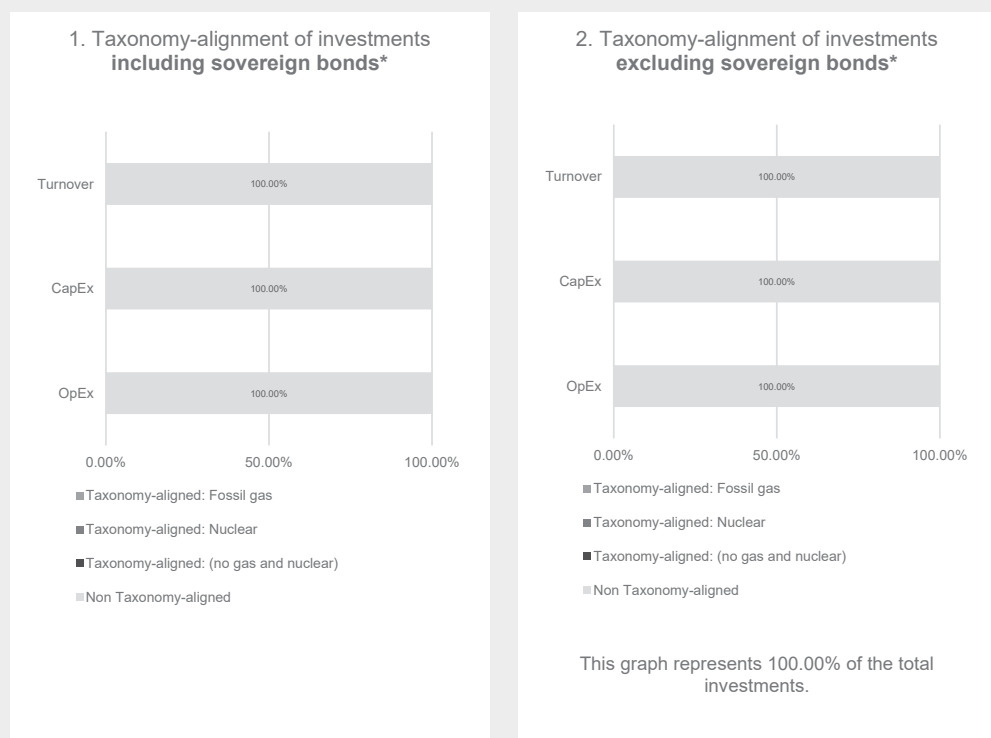 1. Taxonomy-alignment of investments
including sovereign bonds*
Turnover
100.00%
CapEx
100.00%
OpEx
100.00%
0.00% 50.00% 100.00%
Taxonomy-aligned: Fossil gas
Taxonomy-aligned: Nuclear
Taxonomy-aligned: (no gas and nuclear)
Non Taxonomy-aligned
2. Taxonomy-alignment of investments
excluding sovereign bonds*
Turnover
100.00%
CapEx
100.00%
OpEx
100.00%
0.00% 50.00% 100.00%
Taxonomy-aligned: Fossil gas
Taxonomy-aligned: Nuclear
Taxonomy-aligned: (no gas and nuclear)
Non Taxonomy-aligned
This graph represents 100.00% of the total
investments.